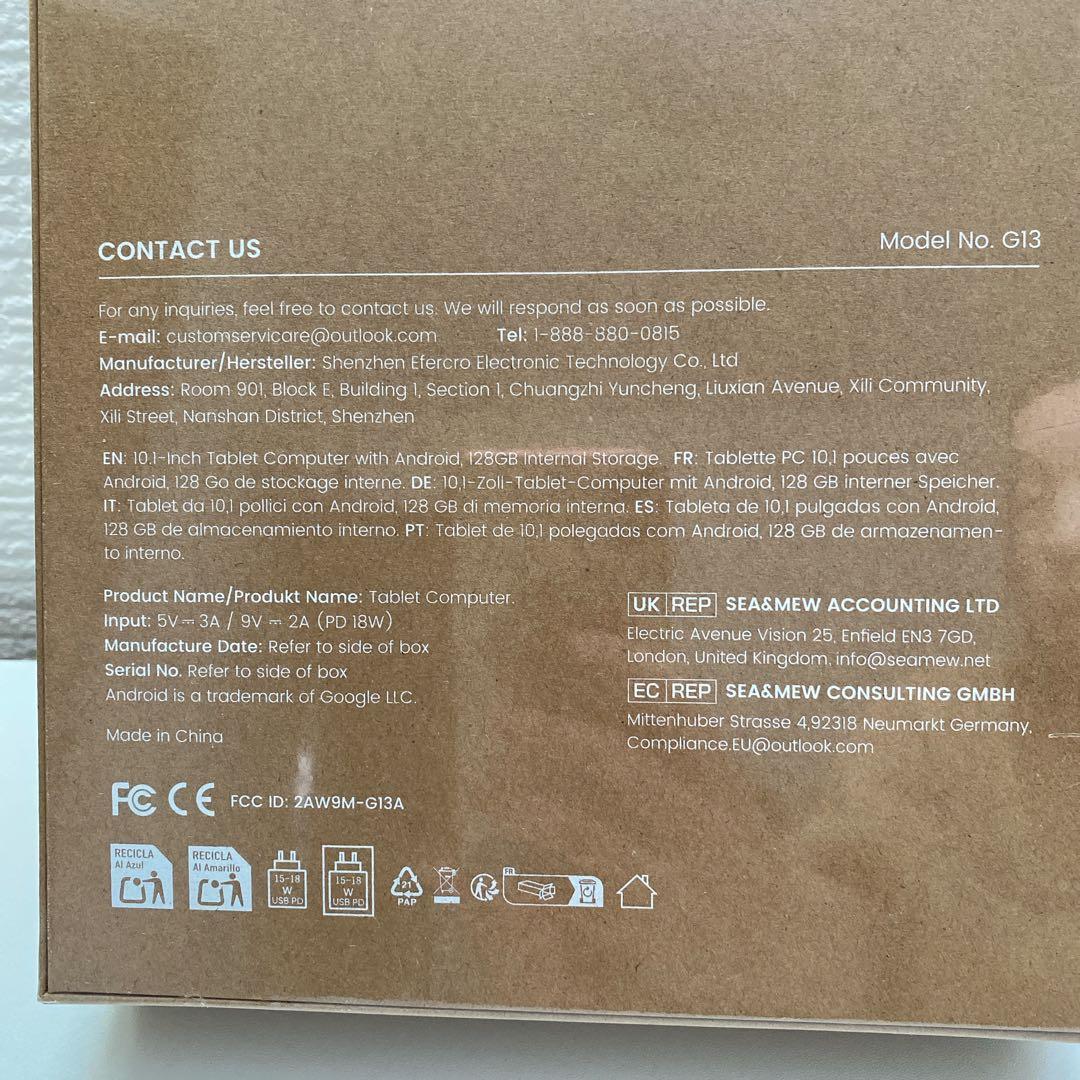 CONTACT US
Model No. G13
For any inquiries, feel free to contact us. We will respond as soon as possible.
E-mail: customservicare@outlook.com Tel: 1-888-880-0815
Manufacturer/Hersteller: Shenzhen Efercro Electronic Technology Co., Ltd
Address: Room 901, Block E, Building 1, Section 1, Chuangzhi Yuncheng, Liuxian Avenue, Xili Community,
Xili Street, Nanshan District, Shenzhen
EN: 10.1-Inch Tablet Computer with Android, 128GB Internal Storage. FR: Tablette PC 10,1 pouces avec
Android, 128 Go de stockage interne. DE: 10,1-Zoll-Tablet-Computer mit Android, 128 GB interner Speicher.
IT: Tablet da 10,1 pollici con Android, 128 GB di memoria interna. ES: Tableta de 10,1 pulgadas con Android,
128 GB de almacenamiento interno. PT: Tablet de 10,1 polegadas com Android, 128 GB de armazenamen-
to interno.
Product Name/Produkt Name: Tablet Computer.
Input: 5V⎓3A / 9V⎓2A (PD 18W)
Manufacture Date: Refer to side of box
Serial No. Refer to side of box
Android is a trademark of Google LLC.
Made in China
UK REP SEA&MEW ACCOUNTING LTD
Electric Avenue Vision 25, Enfield EN3 7GD,
London, United Kingdom. info@seamew.net
EC REP SEA&MEW CONSULTING GMBH
Mittenhuber Strasse 4,92318 Neumarkt Germany,
Compliance.EU@outlook.com
FC CE FCC ID: 2AW9M-G13A
RECICLA
Al Azul
RECICLA
Al Amarillo
15-18
W
USB PD
15-18
W
USB PD
21
PAP
FR